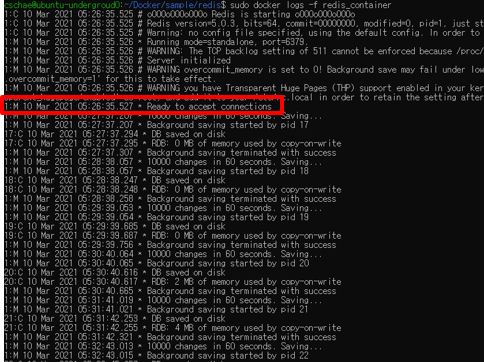 cschae@ubuntu-undergroud0:~/Docker/sample/redis$ sudo docker logs -f redis_container
1:C 10 Mar 2021 05:26:35.525 # o000o000o000o Redis is starting o000o000o000o
1:C 10 Mar 2021 05:26:35.525 # Redis version=5.0.3, bits=64, commit=00000000, modified=0, pid=1, just st
1:C 10 Mar 2021 05:26:35.525 # Warning: no config file specified, using the default config. In order to
1:M 10 Mar 2021 05:26:35.526 * Running mode=standalone, port=6379.
1:M 10 Mar 2021 05:26:35.526 # WARNING: The TCP backlog setting of 511 cannot be enforced because /proc/
1:M 10 Mar 2021 05:26:35.526 # Server initialized
1:M 10 Mar 2021 05:26:35.526 # WARNING overcommit_memory is set to 0! Background save may fail under low
.overcommit_memory=1' for this to take effect.
1:M 10 Mar 2021 05:26:35.526 # WARNING you have Transparent Huge Pages (THP) support enabled in your ker
local in order to retain the setting after
1:M 10 Mar 2021 05:26:35.527 * Ready to accept connections
10000 changes in 60 seconds. Saving...
1:M 10 Mar 2021 05:27:37.207 * Background saving started by pid 17
17:C 10 Mar 2021 05:27:37.294 * DB saved on disk
17:C 10 Mar 2021 05:27:37.295 * RDB: 0 MB of memory used by copy-on-write
1:M 10 Mar 2021 05:27:37.307 * Background saving terminated with success
1:M 10 Mar 2021 05:28:38.056 * 10000 changes in 60 seconds. Saving...
1:M 10 Mar 2021 05:28:38.057 * Background saving started by pid 18
18:C 10 Mar 2021 05:28:38.247 * DB saved on disk
18:C 10 Mar 2021 05:28:38.248 * RDB: 0 MB of memory used by copy-on-write
1:M 10 Mar 2021 05:28:38.258 * Background saving terminated with success
1:M 10 Mar 2021 05:29:39.053 * 10000 changes in 60 seconds. Saving...
1:M 10 Mar 2021 05:29:39.054 * Background saving started by pid 19
19:C 10 Mar 2021 05:29:39.685 * DB saved on disk
19:C 10 Mar 2021 05:29:39.687 * RDB: 0 MB of memory used by copy-on-write
1:M 10 Mar 2021 05:29:39.756 * Background saving terminated with success
1:M 10 Mar 2021 05:30:40.064 * 10000 changes in 60 seconds. Saving...
1:M 10 Mar 2021 05:30:40.065 * Background saving started by pid 20
20:C 10 Mar 2021 05:30:40.616 * DB saved on disk
20:C 10 Mar 2021 05:30:40.617 * RDB: 2 MB of memory used by copy-on-write
1:M 10 Mar 2021 05:30:40.665 * Background saving terminated with success
1:M 10 Mar 2021 05:31:41.019 * 10000 changes in 60 seconds. Saving...
1:M 10 Mar 2021 05:31:41.021 * Background saving started by pid 21
21:C 10 Mar 2021 05:31:42.253 * DB saved on disk
21:C 10 Mar 2021 05:31:42.255 * RDB: 4 MB of memory used by copy-on-write
1:M 10 Mar 2021 05:31:42.321 * Background saving terminated with success
1:M 10 Mar 2021 05:32:43.013 * 10000 changes in 60 seconds. Saving...
1:M 10 Mar 2021 05:32:43.015 * Background saving started by pid 22